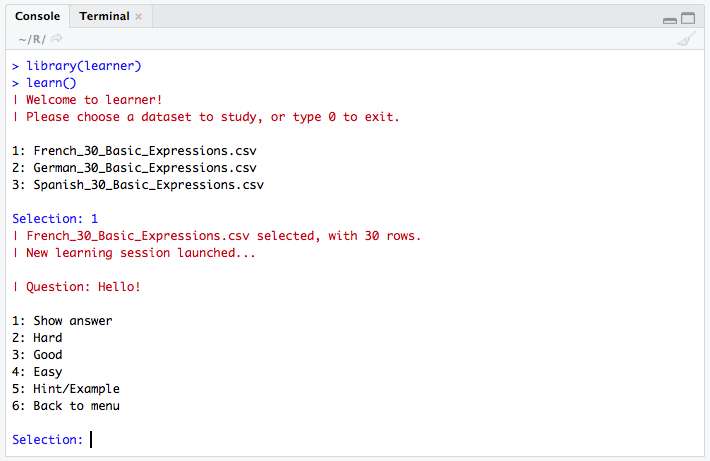 Console Terminal ×
~/R/
> library(learner)
> learn()
| Welcome to learner!
| Please choose a dataset to study, or type 0 to exit.
1: French_30_Basic_Expressions.csv
2: German_30_Basic_Expressions.csv
3: Spanish_30_Basic_Expressions.csv
Selection: 1
| French_30_Basic_Expressions.csv selected, with 30 rows.
| New learning session launched...
| Question: Hello!
1: Show answer
2: Hard
3: Good
4: Easy
5: Hint/Example
6: Back to menu
Selection: